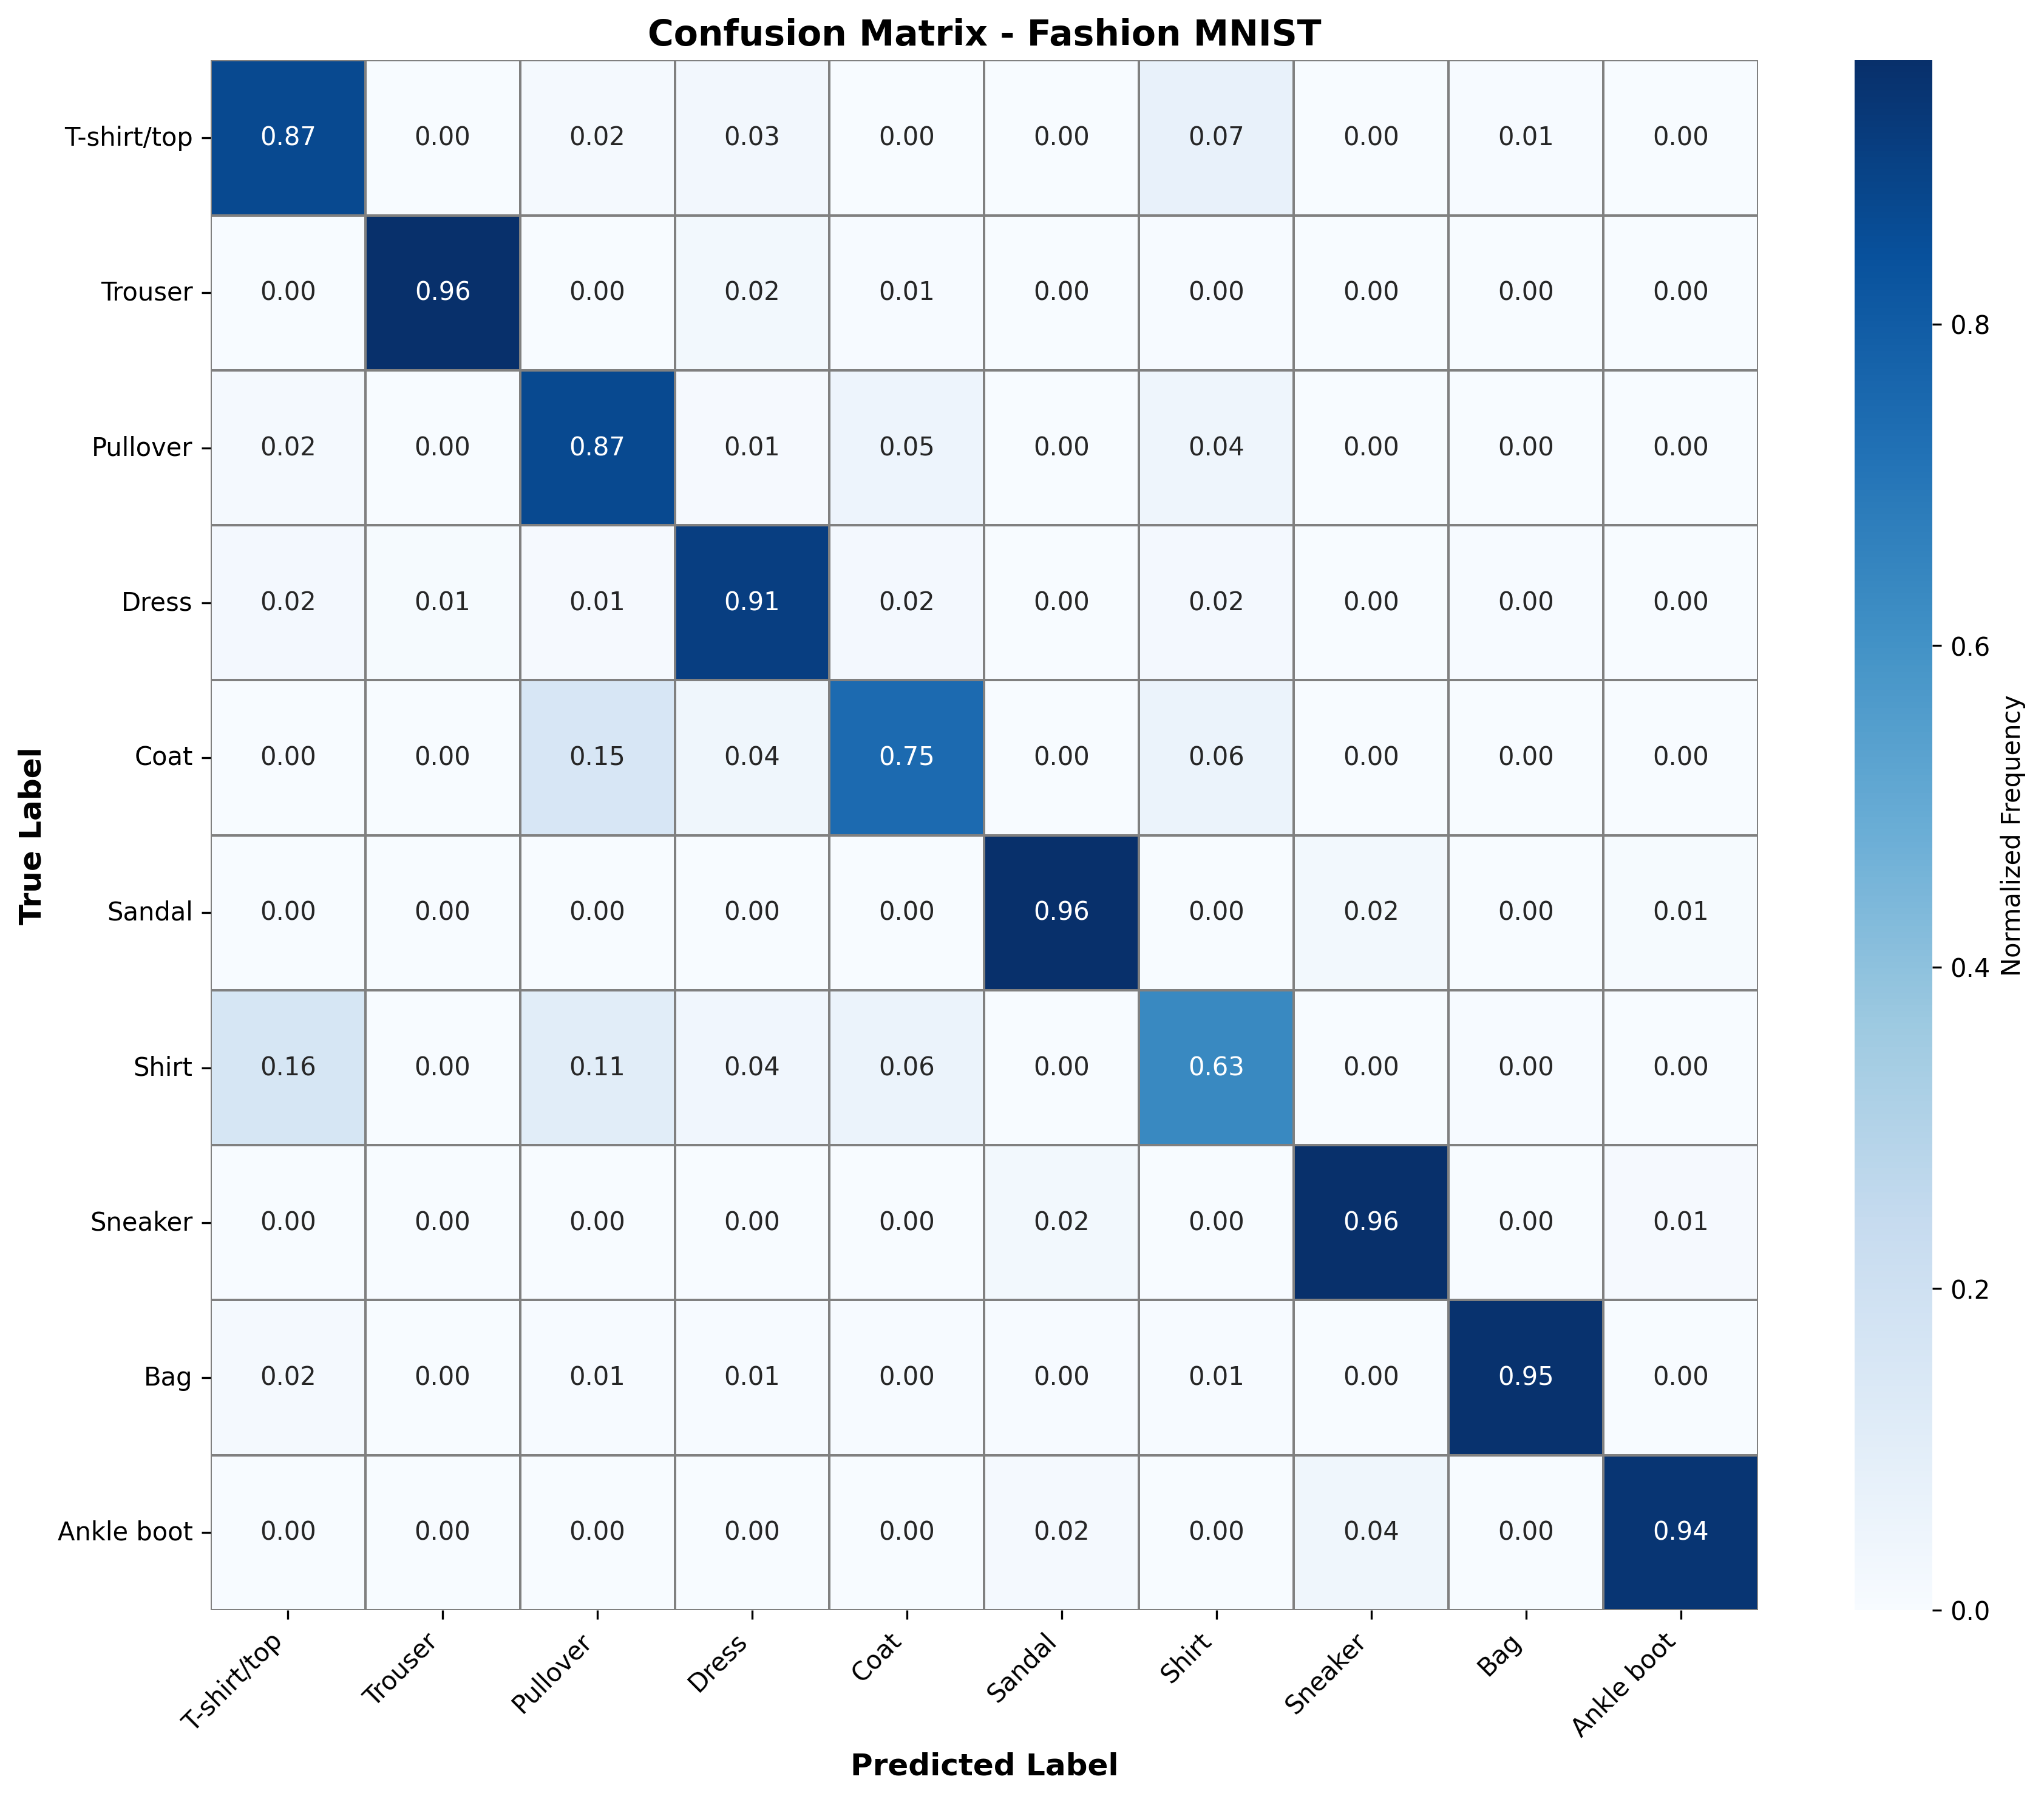 Confusion Matrix - Fashion MNIST
T-shirt/top 0.87 0.00 0.02 0.03 0.00 0.00 0.07 0.00 0.01 0.00
Trouser 0.00 0.96 0.00 0.02 0.01 0.00 0.00 0.00 0.00 0.00
Pullover 0.02 0.00 0.87 0.01 0.05 0.00 0.04 0.00 0.00 0.00
Dress 0.02 0.01 0.01 0.91 0.02 0.00 0.02 0.00 0.00 0.00
Coat 0.00 0.00 0.15 0.04 0.75 0.00 0.06 0.00 0.00 0.00
Sandal 0.00 0.00 0.00 0.00 0.00 0.96 0.00 0.02 0.00 0.01
Shirt 0.16 0.00 0.11 0.04 0.06 0.00 0.63 0.00 0.00 0.00
Sneaker 0.00 0.00 0.00 0.00 0.00 0.02 0.00 0.96 0.00 0.01
Bag 0.02 0.00 0.01 0.01 0.00 0.00 0.01 0.00 0.95 0.00
Ankle boot 0.00 0.00 0.00 0.00 0.00 0.02 0.00 0.04 0.00 0.94
T-shirt/top Trouser Pullover Dress Coat Sandal Shirt Sneaker Bag Ankle boot
Predicted Label
True Label
0.8
0.6
0.4
0.2
0.0
Normalized Frequency